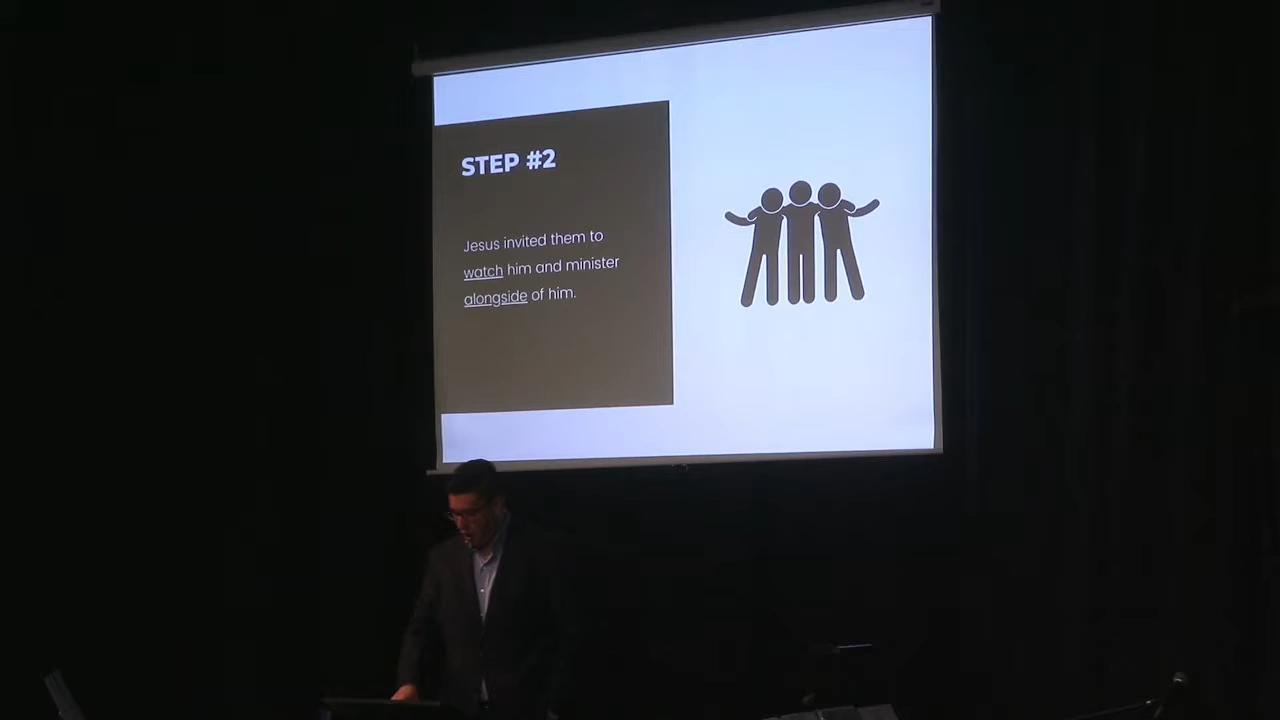 STEP #2
Jesus invited them to
watch him and minister
alongside of him.